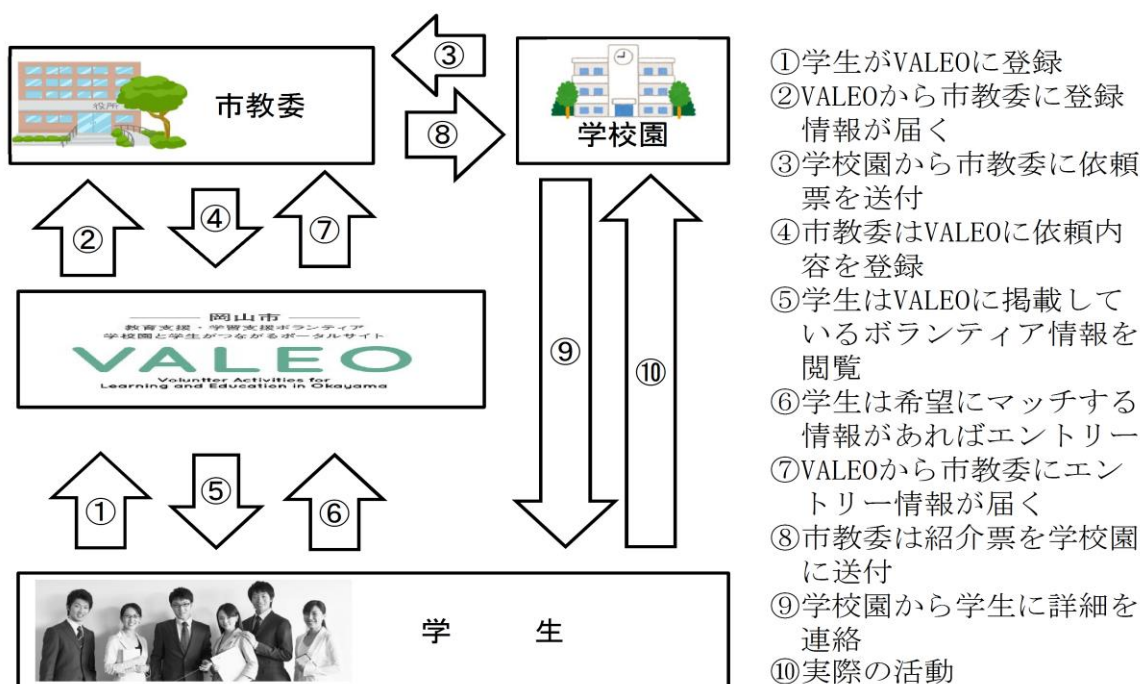 市教委
③
⑧
学校園
役所
②
④
⑦
岡山市
教育支援・学習支援ボランティア
学校園と学生がつながるポータルサイト
VALEO
Voluntter Activities for
Learning and Education in Okayama
⑨
⑩
①
⑤
⑥
学 生
①学生がVALEOに登録
②VALEOから市教委に登録
情報が届く
③学校園から市教委に依頼
票を送付
④市教委はVALEOに依頼内
容を登録
⑤学生はVALEOに掲載して
いるボランティア情報を
閲覧
⑥学生は希望にマッチする
情報があればエントリー
⑦VALEOから市教委にエン
トリー情報が届く
⑧市教委は紹介票を学校園
に送付
⑨学校園から学生に詳細を
連絡
⑩実際の活動